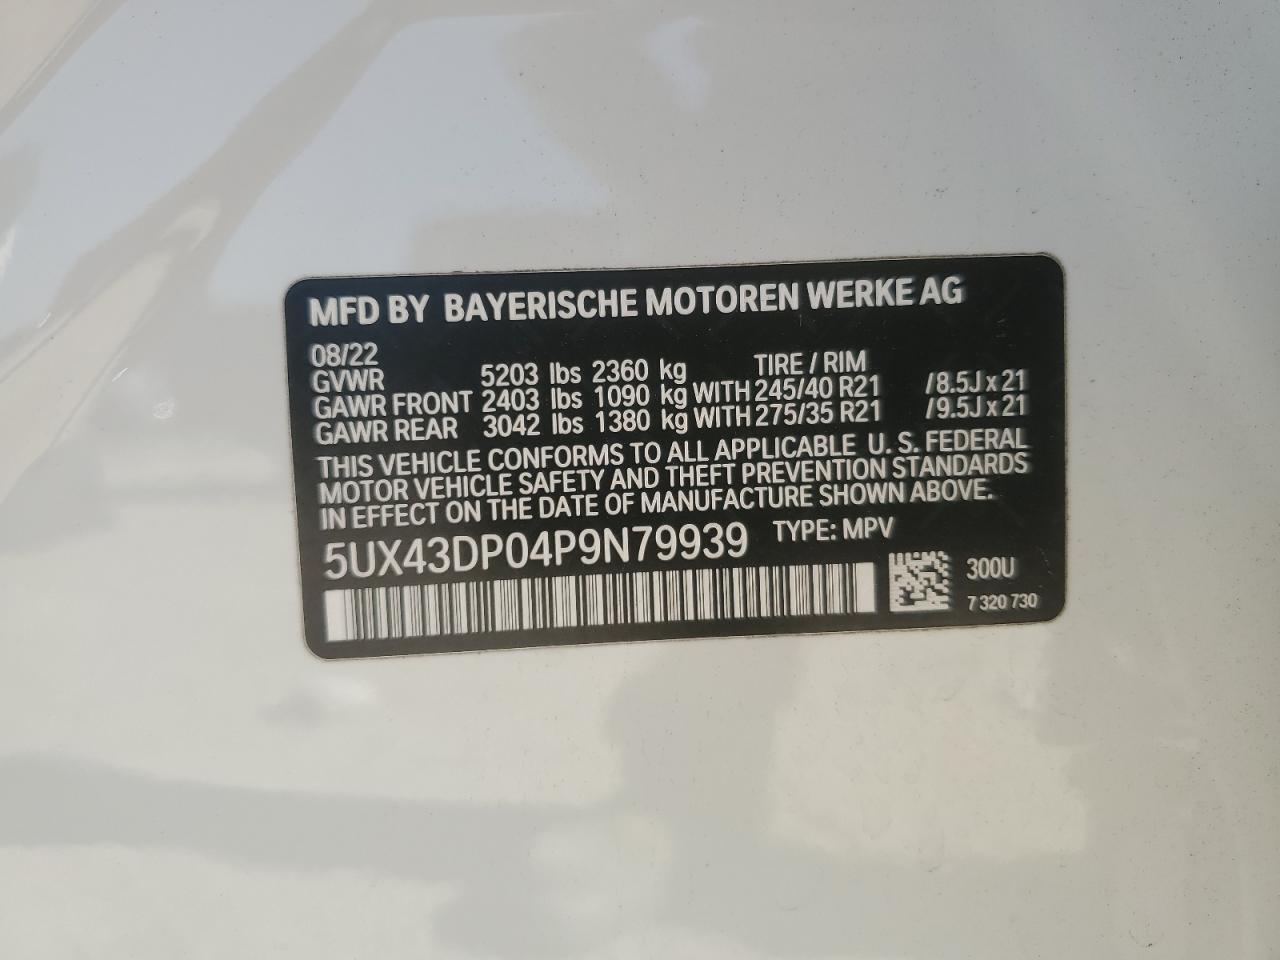 MFD BY BAYERISCHE MOTOREN WERKE AG
08/22
GVWR 5203 lbs 2360 kg TIRE / RIM
GAWR FRONT 2403 lbs 1090 kg WITH 245/40 R21 /8.5J x 21
GAWR REAR 3042 lbs 1380 kg WITH 275/35 R21 /9.5J x 21
THIS VEHICLE CONFORMS TO ALL APPLICABLE U. S. FEDERAL
MOTOR VEHICLE SAFETY AND THEFT PREVENTION STANDARDS
IN EFFECT ON THE DATE OF MANUFACTURE SHOWN ABOVE.
5UX43DP04P9N79939 TYPE: MPV
300U
7 320 730